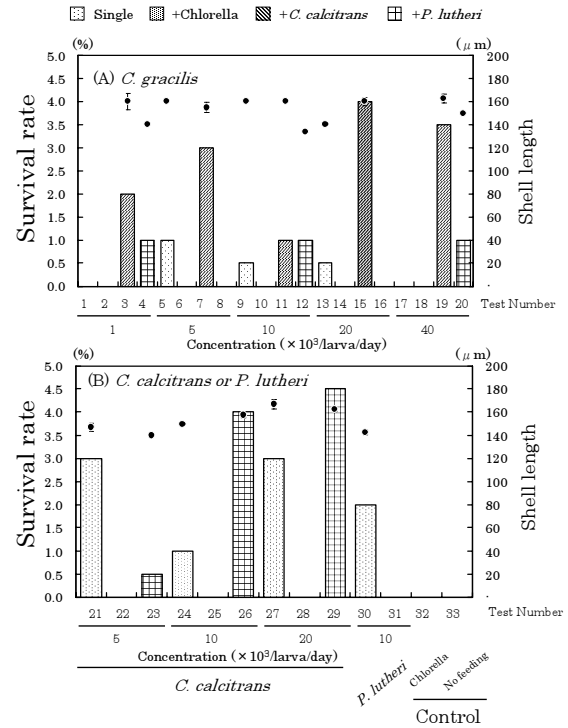 Single +Chlorella +C. calcitrans +P. lutheri
(%) (μm)
(A) C. gracilis
5.0
4.5
4.0
3.5
3.0
2.5
2.0
1.5
1.0
0.5
0.0
Survival rate
200
180
160
140
120
100
80
60
40
20
.
Shell length
1 2 3 4 5 6 7 8 9 10 11 12 13 14 15 16 17 18 19 20 Test Number
1 5 10 20 40
Concentration (×10³/larva/day)
(%) (μm)
(B) C. calcitrans or P. lutheri
5.0
4.5
4.0
3.5
3.0
2.5
2.0
1.5
1.0
0.5
0.0
Survival rate
200
180
160
140
120
100
80
60
40
20
.
Shell length
21 22 23 24 25 26 27 28 29 30 31 32 33 Test Number
5 10 20 10
Concentration (×10³/larva/day)
C. calcitrans
P. lutheri
Chlorella
No feeding
Control